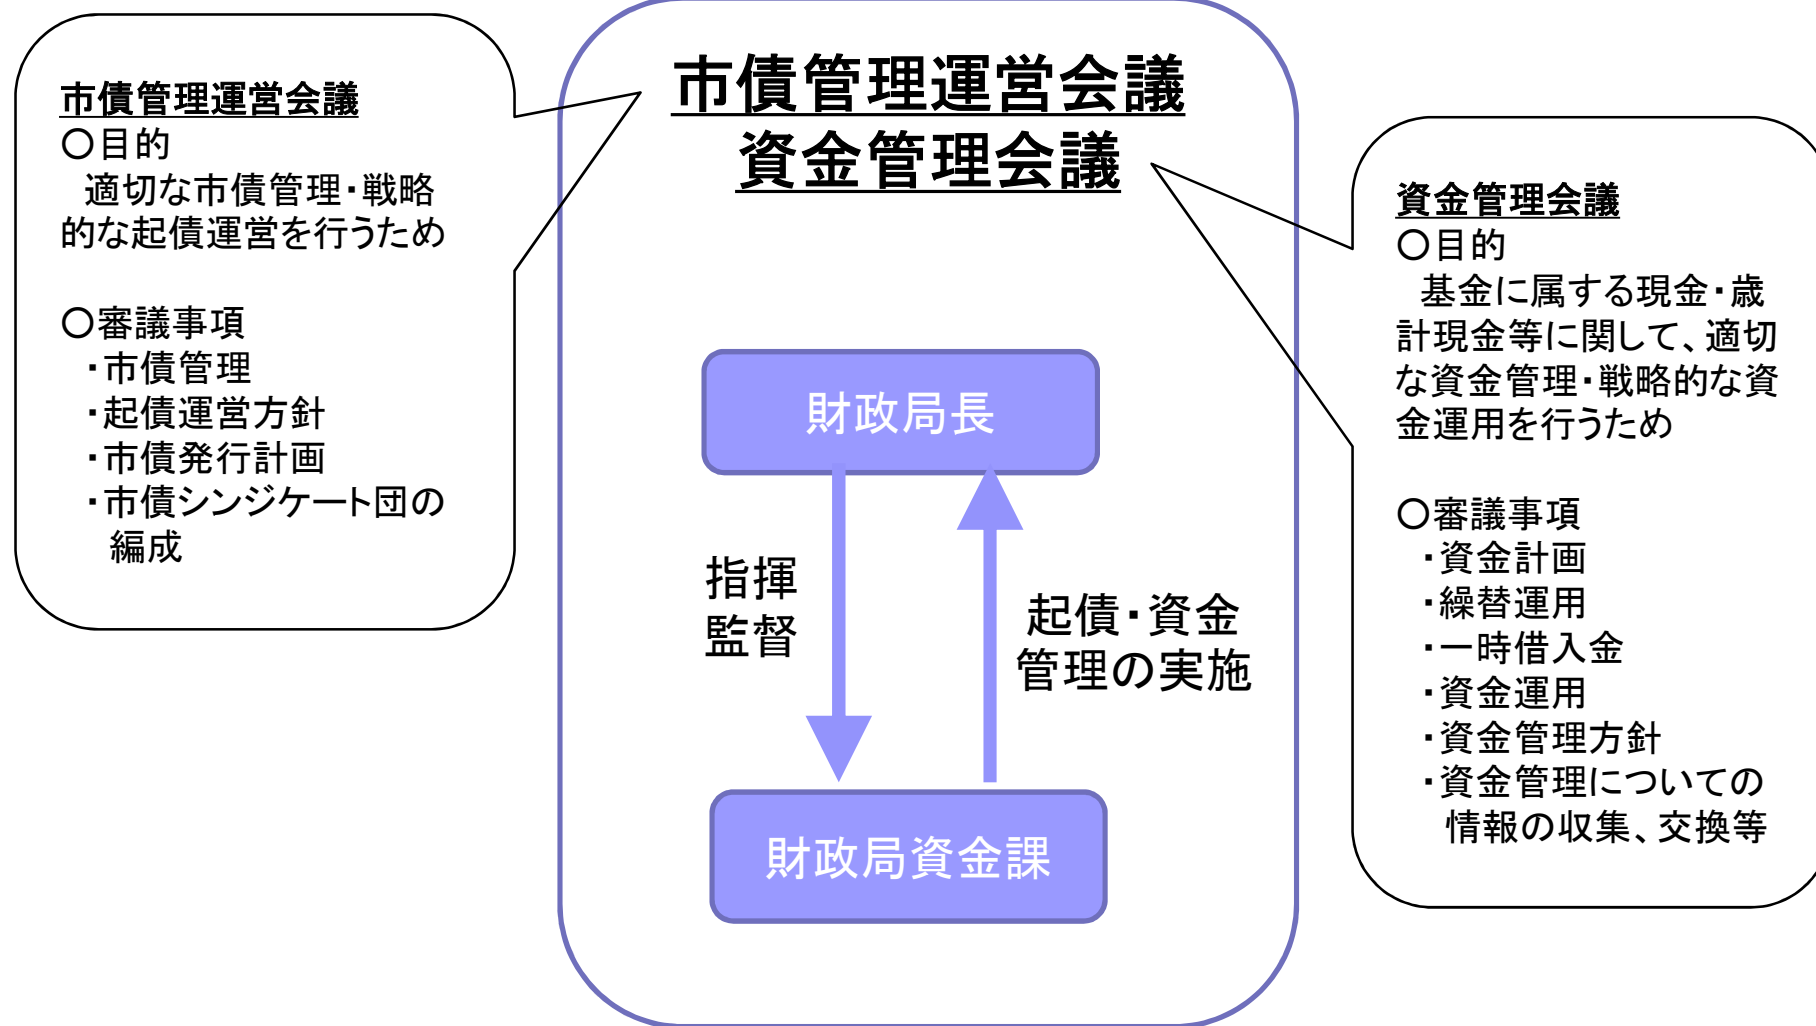 市債管理運営会議
〇目的
適切な市債管理・戦略
的な起債運営を行うため
〇審議事項
・市債管理
・起債運営方針
・市債発行計画
・市債シンジケート団の
編成
市債管理運営会議
資金管理会議
財政局長
指揮
監督
起債・資金
管理の実施
財政局資金課
資金管理会議
〇目的
基金に属する現金・歳
計現金等に関して、適切
な資金管理・戦略的な資
金運用を行うため
〇審議事項
・資金計画
・繰替運用
・一時借入金
・資金運用
・資金管理方針
・資金管理についての
情報の収集、交換等